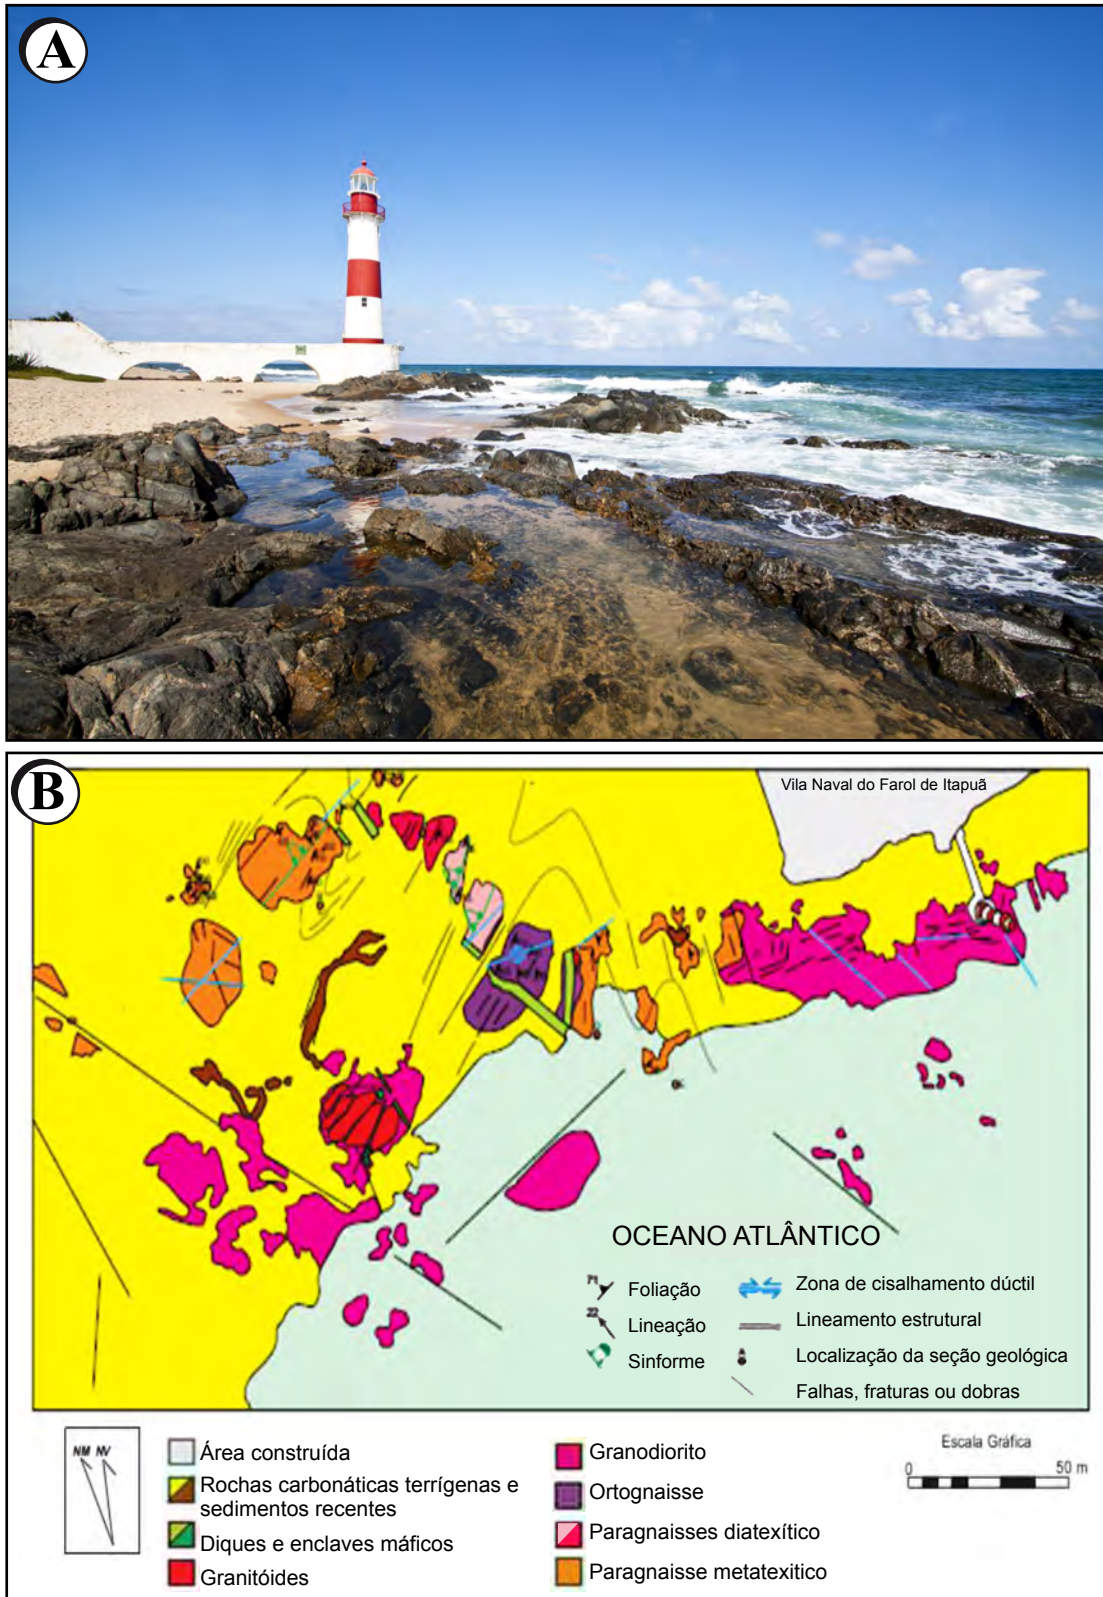 A
B
Vila Naval do Farol de Itapuã
OCEANO ATLÂNTICO
71
Foliação
22
Lineação
Sinforme
Zona de cisalhamento dúctil
Lineamento estrutural
Localização da seção geológica
Falhas, fraturas ou dobras
NM NV
Área construída
Rochas carbonáticas terrígenas e
sedimentos recentes
Diques e enclaves máficos
Granitóides
Granodiorito
Ortognaisse
Paragnaisses diatexítico
Paragnaisse metatexitico
Escala Gráfica
0 50 m